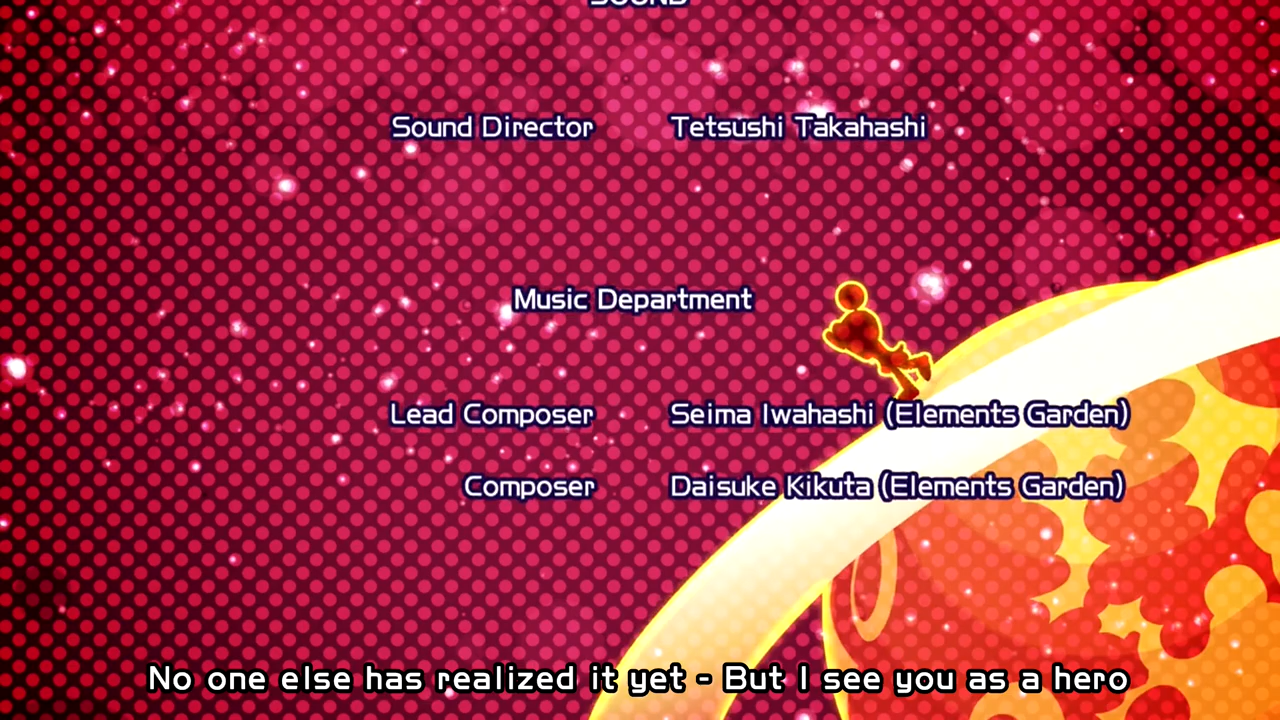 SOUND
Sound Director Tetsushi Takahashi
Music Department
Lead Composer Seima Iwahashi (Elements Garden)
Composer Daisuke Kikuta (Elements Garden)
No one else has realized it yet - But I see you as a hero